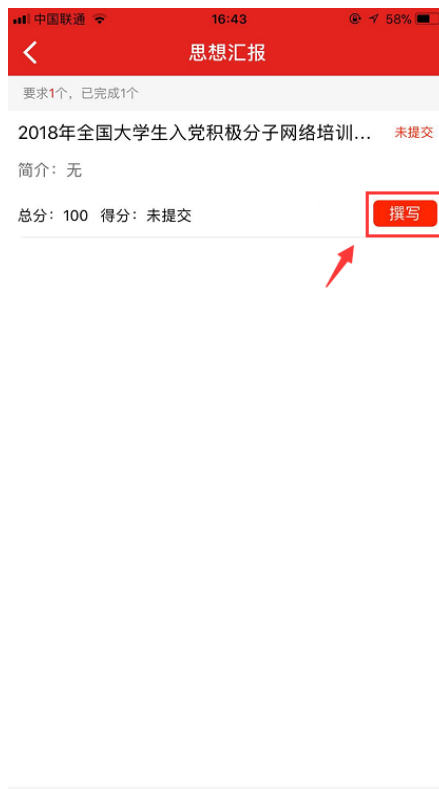 中国联通 16:43 58%
思想汇报
要求1个，已完成1个
2018年全国大学生入党积极分子网络培训... 未提交
简介：无
总分：100 得分：未提交 撰写